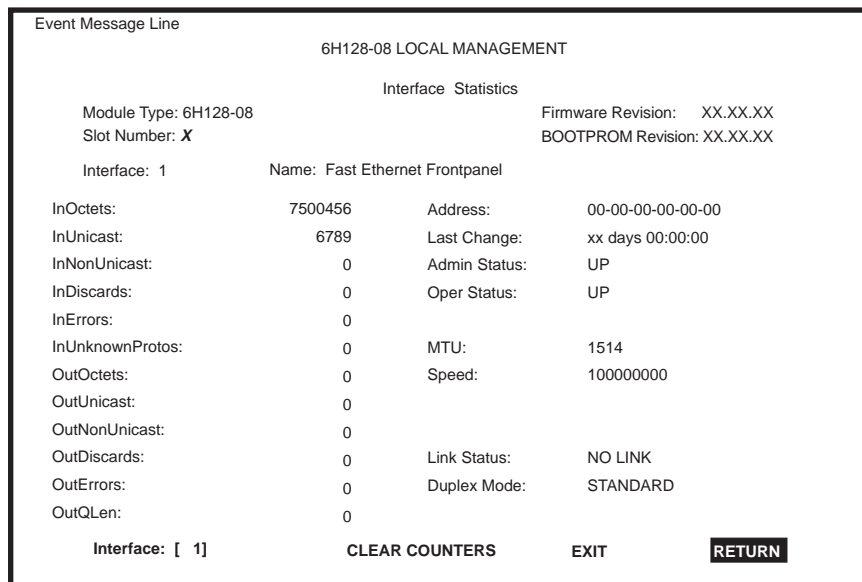 Event Message Line
6H128-08 LOCAL MANAGEMENT
Interface Statistics
Module Type: 6H128-08 Firmware Revision: XX.XX.XX
Slot Number: X BOOTPROM Revision: XX.XX.XX
Interface: 1 Name: Fast Ethernet Frontpanel
InOctets: 7500456 Address: 00-00-00-00-00-00
InUnicast: 6789 Last Change: xx days 00:00:00
InNonUnicast: 0 Admin Status: UP
InDiscards: 0 Oper Status: UP
InErrors: 0
InUnknownProtos: 0 MTU: 1514
OutOctets: 0 Speed: 100000000
OutUnicast: 0
OutNonUnicast: 0
OutDiscards: 0 Link Status: NO LINK
OutErrors: 0 Duplex Mode: STANDARD
OutQLen: 0
Interface: [ 1] CLEAR COUNTERS EXIT RETURN